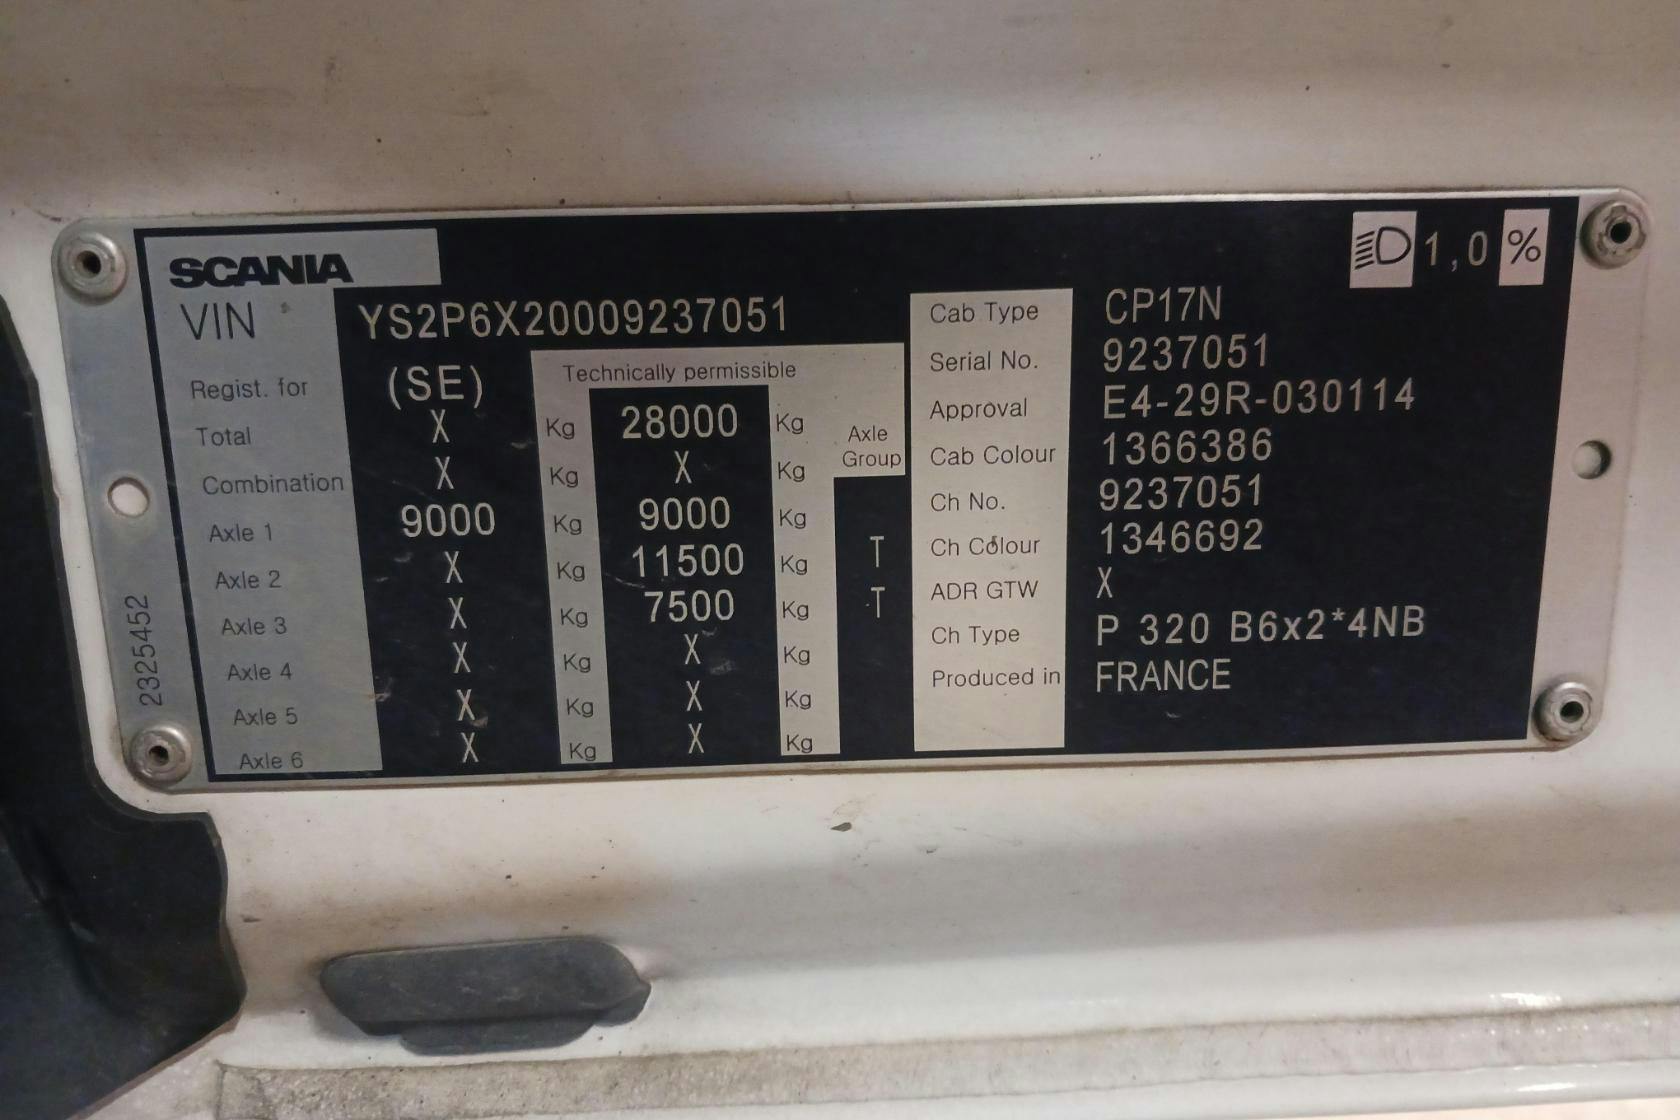 SCANIA
1,0 %
VIN YS2P6X20009237051
Regist. for (SE)
Technically permissible
Total X Kg 28000 Kg
Axle
Group
Combination X Kg X Kg
Axle 1 9000 Kg 9000 Kg
Axle 2 X Kg 11500 Kg T
Axle 3 X Kg 7500 Kg T
Axle 4 X Kg X Kg
Axle 5 X Kg X Kg
Axle 6 X Kg X Kg
Cab Type CP17N
Serial No. 9237051
Approval E4-29R-030114
Cab Colour 1366386
Ch No. 9237051
Ch Colour 1346692
ADR GTW X
Ch Type P 320 B6x2*4NB
Produced in FRANCE
2325452